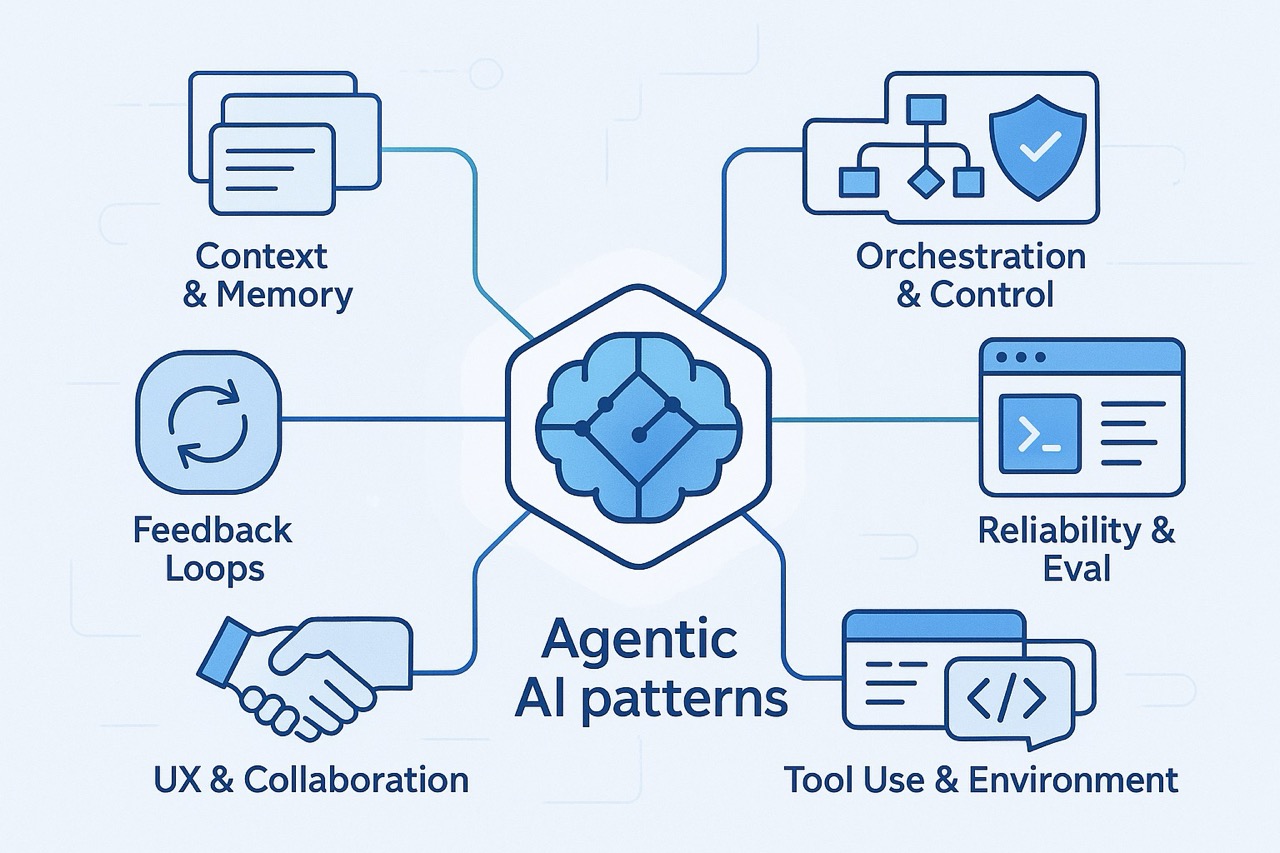 Context
& Memory
Orchestration
& Control
Feedback
Loops
Reliability &
Eval
Agentic
AI patterns
UX & Collaboration
Tool Use & Environment